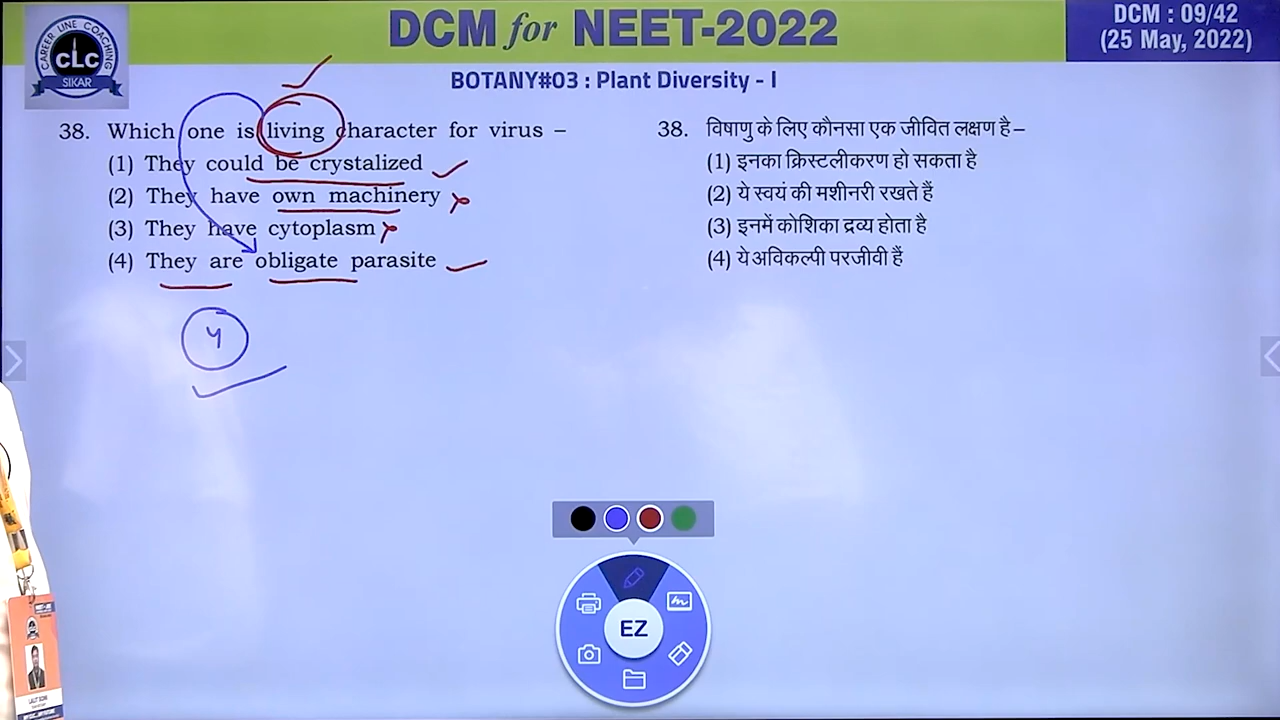 CAREER LINE COACHING
CLC
SIKAR
DCM for NEET-2022
DCM : 09/42
(25 May, 2022)
BOTANY#03 : Plant Diversity - I
38. Which one is living character for virus –
(1) They could be crystalized
(2) They have own machinery
(3) They have cytoplasm
(4) They are obligate parasite
4
38. विषाणु के लिए कौनसा एक जीवित लक्षण है –
(1) इनका क्रिस्टलीकरण हो सकता है
(2) ये स्वयं की मशीनरी रखते हैं
(3) इनमें कोशिका द्रव्य होता है
(4) ये अविकल्पी परजीवी हैं
EZ